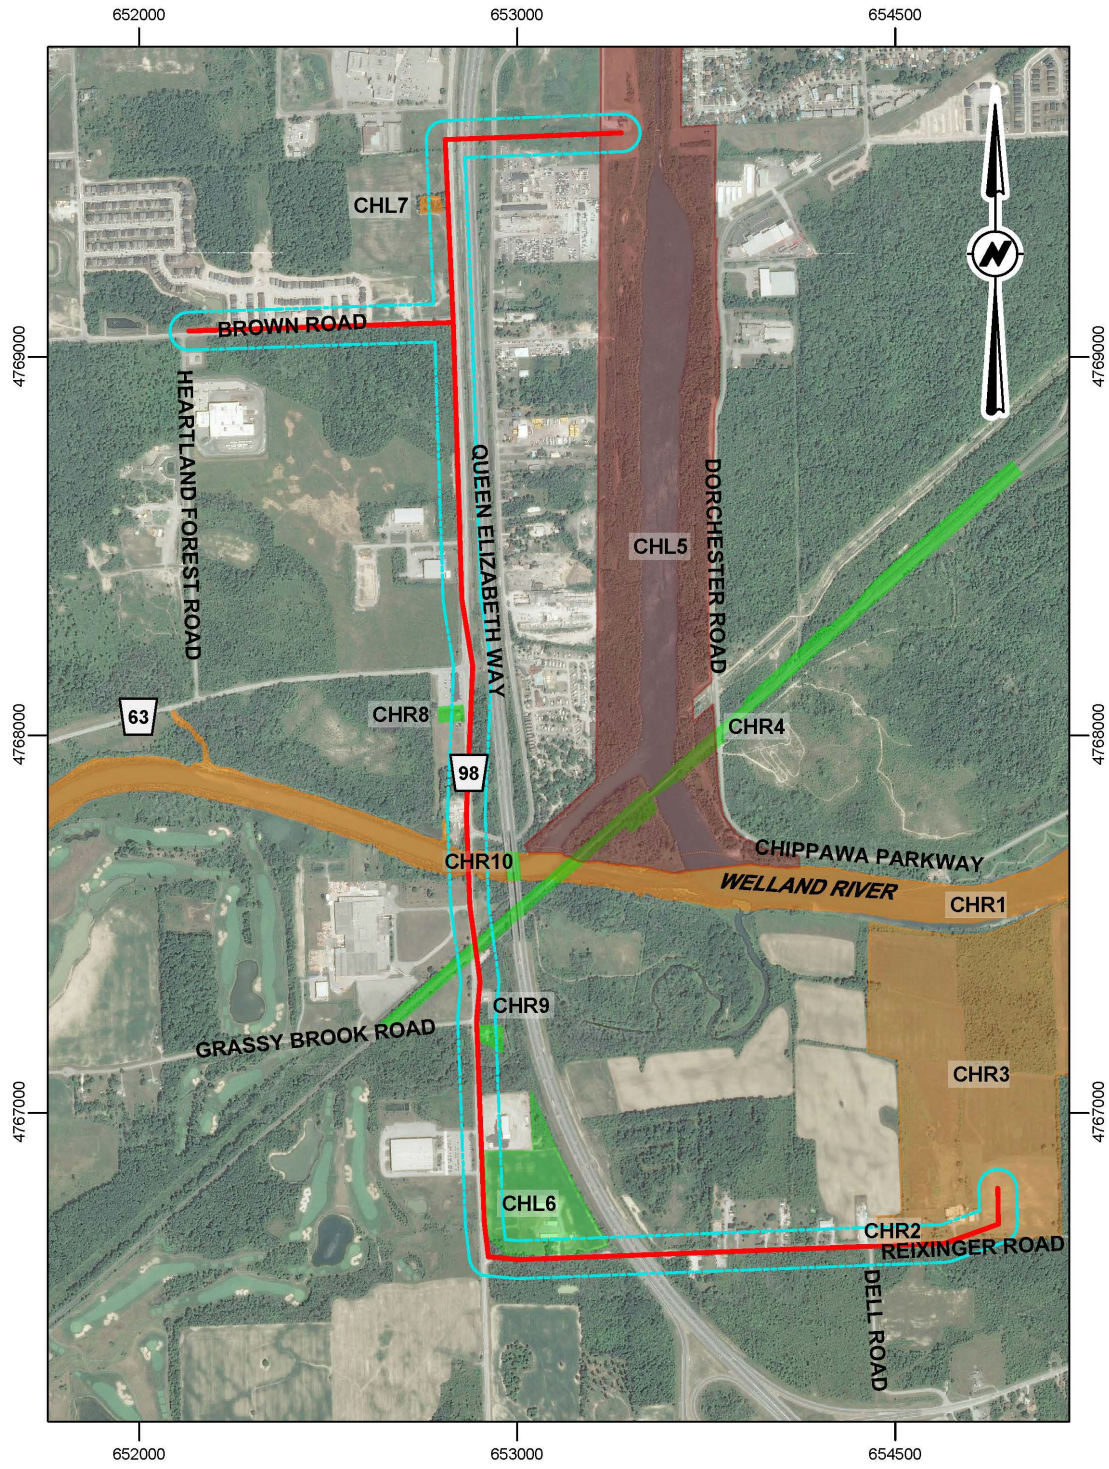 652000
653000
654500
CHL7
BROWN ROAD
4769000
4769000
HEARTLAND FOREST ROAD
QUEEN ELIZABETH WAY
DORCHESTER ROAD
CHL5
63
CHR8
CHR4
4768000
4768000
98
CHR10
CHIPPAWA PARKWAY
WELLAND RIVER
CHR1
CHR9
GRASSY BROOK ROAD
CHR3
4767000
4767000
CHL6
CHR2
REIXINGER ROAD
DELL ROAD
652000
653000
654500
N